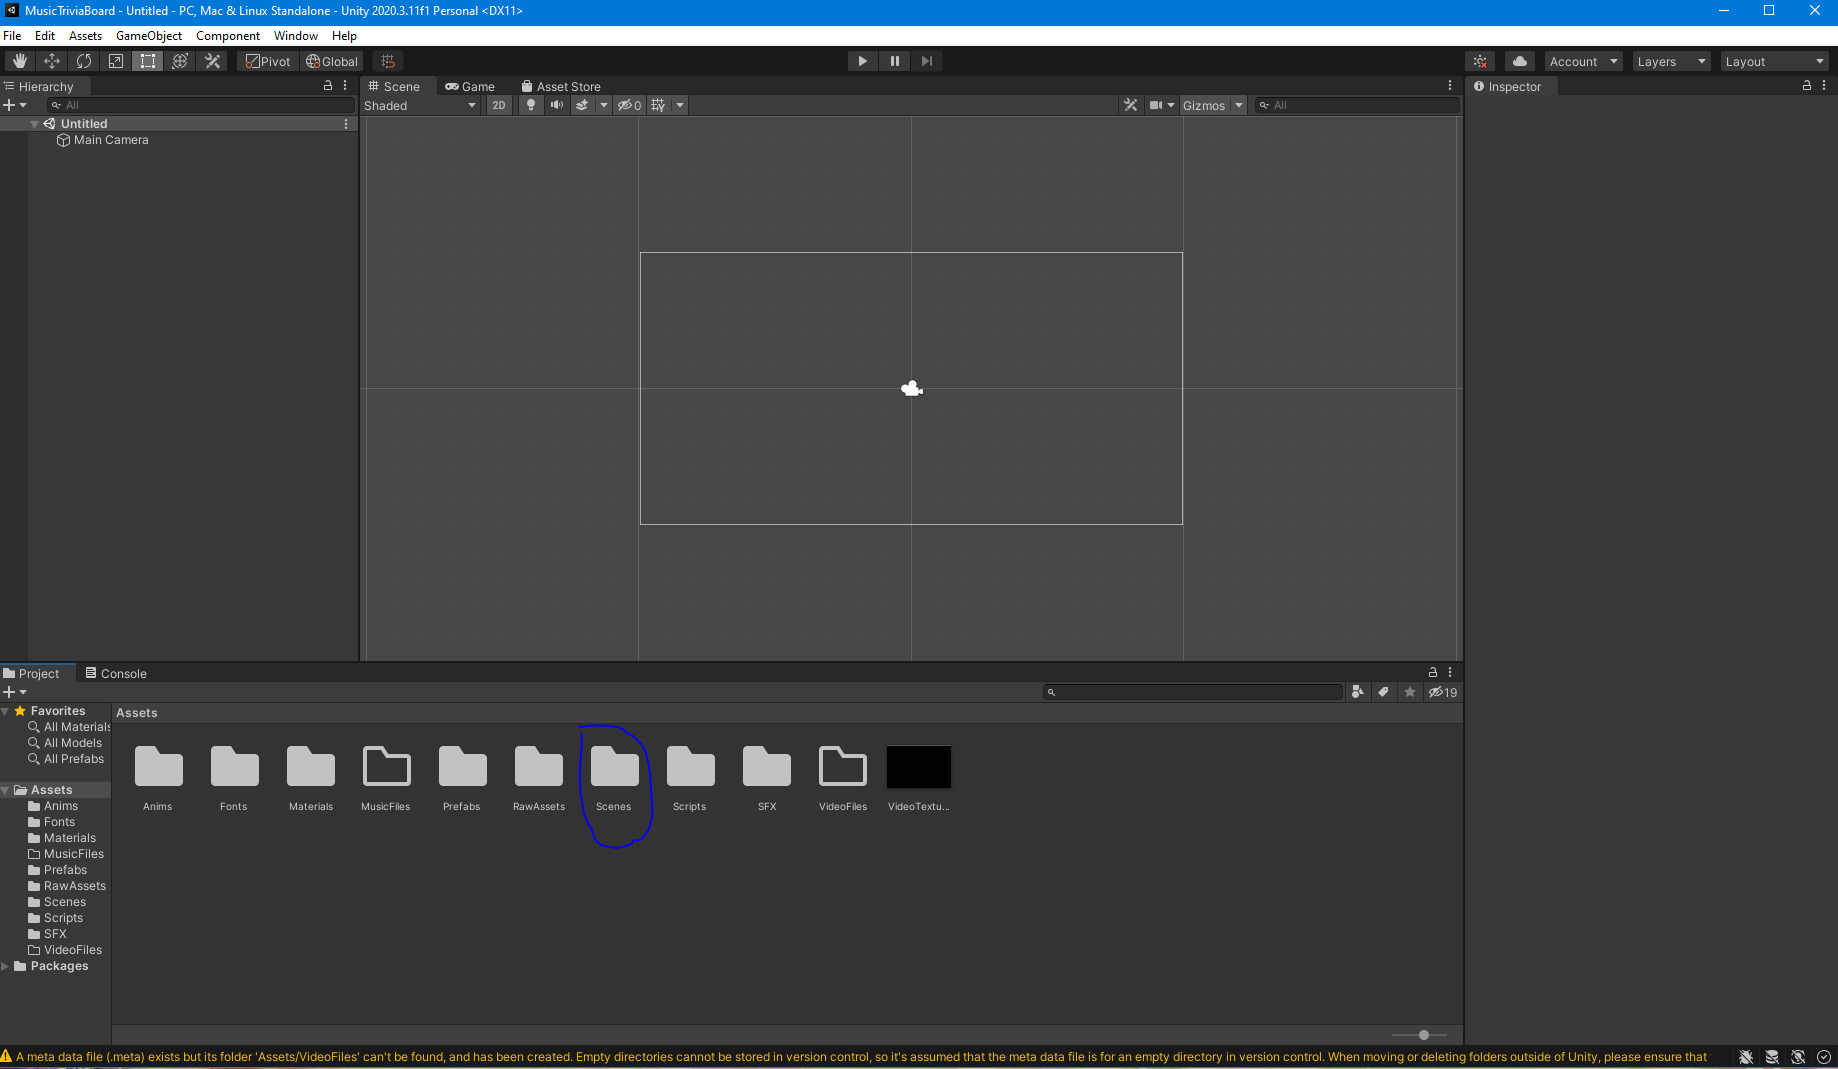 MusicTriviaBoard - Untitled - PC, Mac & Linux Standalone - Unity 2020.3.11f1 Personal <DX11>
File Edit Assets GameObject Component Window Help
Pivot Global Account Layers Layout
Hierarchy
Scene Game Asset Store
Inspector
All
Shaded 2D 0 Gizmos All
Untitled
Main Camera
Project Console
19
Favorites
All Materials
All Models
All Prefabs
Assets
Anims
Fonts
Materials
MusicFiles
Prefabs
RawAssets
Scenes
Scripts
SFX
VideoFiles
Packages
Assets
Anims Fonts Materials MusicFiles Prefabs RawAssets Scenes Scripts SFX VideoFiles VideoTextu...
A meta data file (.meta) exists but its folder 'Assets/VideoFiles' can't be found, and has been created. Empty directories cannot be stored in version control, so it's assumed that the meta data file is for an empty directory in version control. When moving or deleting folders outside of Unity, please ensure that